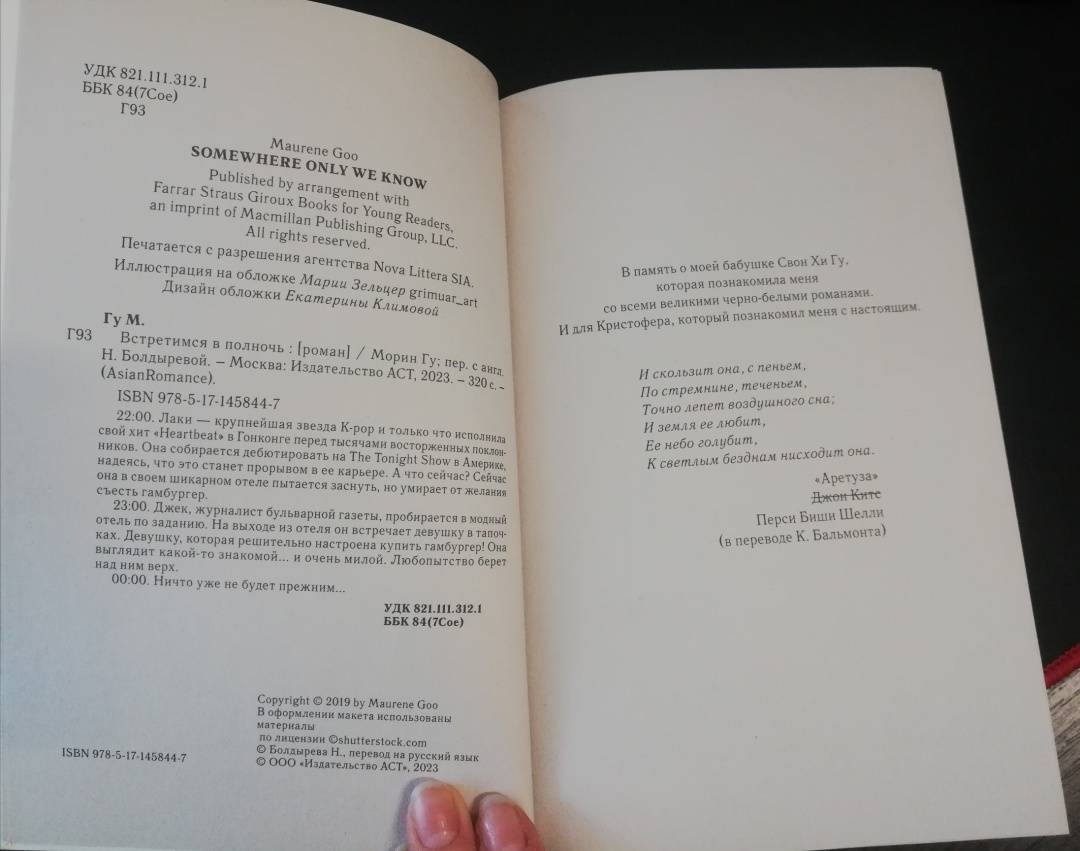 УДК 821.111.312.1
ББК 84(7Сое)
Г93
Maurene Goo
SOMEWHERE ONLY WE KNOW
Published by arrangement with
Farrar Straus Giroux Books for Young Readers,
an imprint of Macmillan Publishing Group, LLC.
All rights reserved.
Печатается с разрешения агентства Nova Littera SIA.
Иллюстрация на обложке Марии Зельцер grimuar_art
Дизайн обложки Екатерины Климовой
Гу М.
Г93 Встретимся в полночь : [роман] / Морин Гу; пер. с англ.
Н. Болдыревой. – Москва: Издательство АСТ, 2023. – 320 с. –
(AsianRomance).
ISBN 978-5-17-145844-7
22:00. Лаки — крупнейшая звезда K-pop и только что исполнила
свой хит «Heartbeat» в Гонконге перед тысячами восторженных поклон-
ников. Она собирается дебютировать на The Tonight Show в Америке,
надеясь, что это станет прорывом в ее карьере. А что сейчас? Сейчас
она в своем шикарном отеле пытается заснуть, но умирает от желания
съесть гамбургер.
23:00. Джек, журналист бульварной газеты, пробирается в модный
отель по заданию. На выходе из отеля он встречает девушку в тапоч-
ках. Девушку, которая решительно настроена купить гамбургер! Она
выглядит какой-то знакомой... и очень милой. Любопытство берет
над ним верх.
00:00. Ничто уже не будет прежним...
УДК 821.111.312.1
ББК 84(7Сое)
Copyright © 2019 by Maurene Goo
В оформлении макета использованы
материалы
по лицензии ©shutterstock.com
© Болдырева Н., перевод на русский язык
© ООО «Издательство АСТ», 2023
ISBN 978-5-17-145844-7
В память о моей бабушке Свон Хи Гу,
которая познакомила меня
со всеми великими черно-белыми романами.
И для Кристофера, который познакомил меня с настоящим.
И скользит она, с пеньем,
По стремнине, теченьем,
Точно лепет воздушного сна;
И земля ее любит,
Ее небо голубит,
К светлым безднам нисходит она.
«Аретуза»
Джон Китс
Перси Биши Шелли
(в переводе К. Бальмонта)